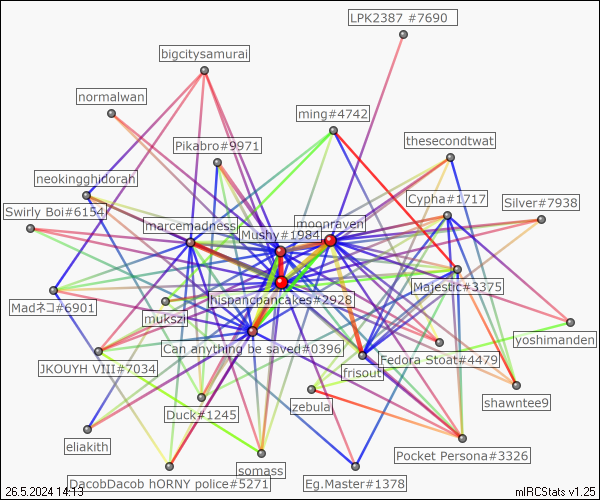 LPK2387 #7690
bigcitysamurai
normalwan
ming#4742
thesecondtwat
Pikabro#9971
neokingghidorah
Cypha#1717
Silver#7938
Swirly Boi#6154
marcemadness
Mushy#1994
moonraven
Majestic#3375
hispancpancakes#2928
Madネコ#6901
mukszi
yoshimanden
Can anything be saved#0396
Fedora Stoat#4479
JKOUYH VIII#7034
frisout
shawntee9
zebula
Duck#1245
eliakith
Pocket Persona#3326
somass
DacobDacob hORNY police#5271
Eg.Master#1378
26.5.2024 14:13
mIRCStats v1.25